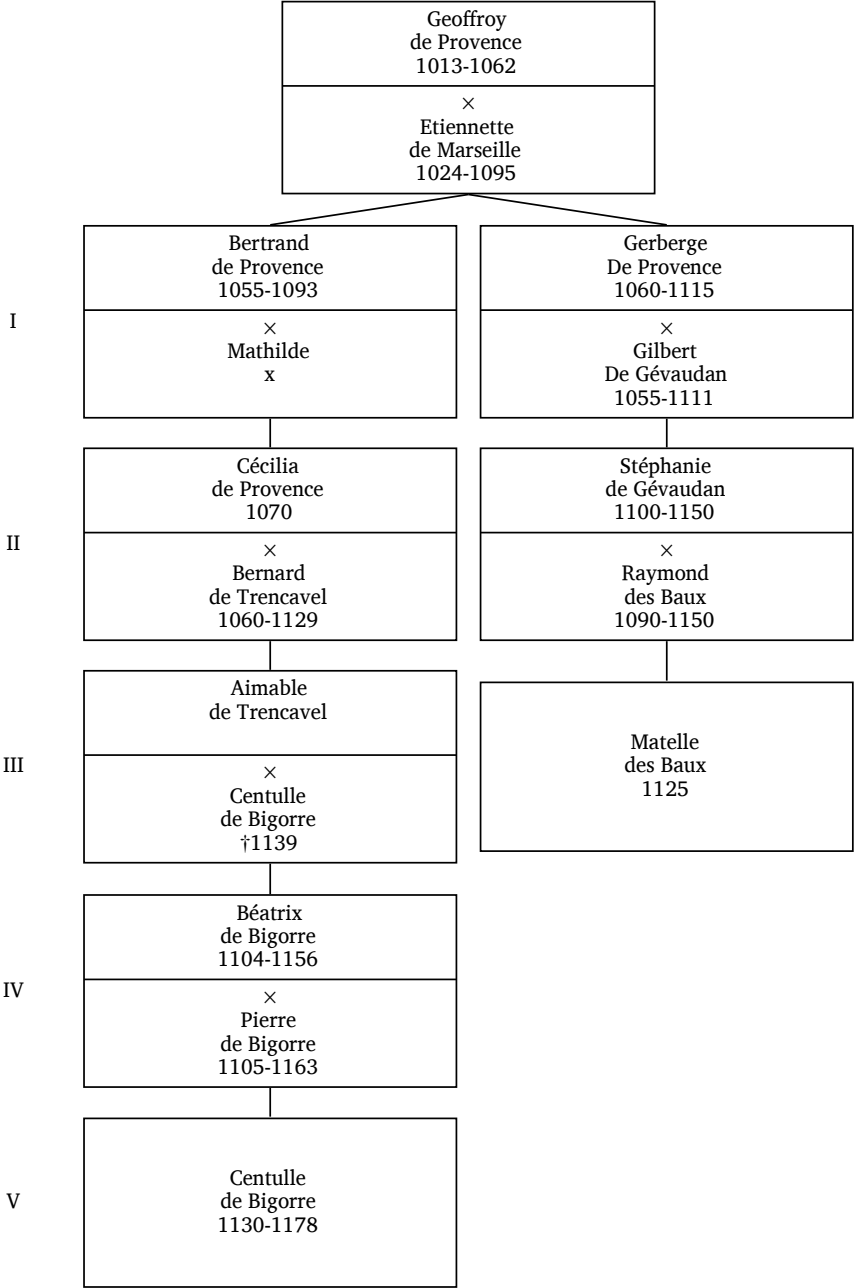 Geoffroy
de Provence
1013-1062
×
Etiennette
de Marseille
1024-1095
I
Bertrand
de Provence
1055-1093
×
Mathilde
x
Gerberge
De Provence
1060-1115
×
Gilbert
De Gévaudan
1055-1111
II
Cécilia
de Provence
1070
×
Bernard
de Trencavel
1060-1129
Stéphanie
de Gévaudan
1100-1150
×
Raymond
des Baux
1090-1150
III
Aimable
de Trencavel
×
Centulle
de Bigorre
†1139
Matelle
des Baux
1125
IV
Béatrix
de Bigorre
1104-1156
×
Pierre
de Bigorre
1105-1163
V
Centulle
de Bigorre
1130-1178